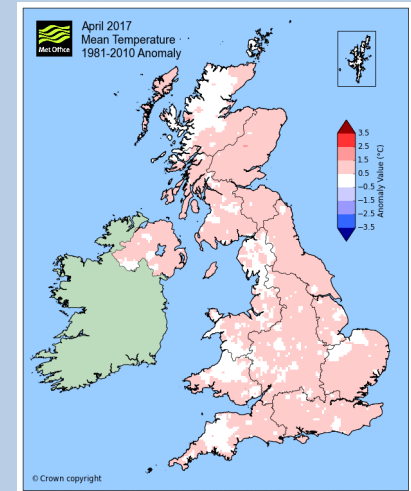 Met Office
April 2017
Mean Temperature
1981-2010 Anomaly
3.5
2.5
1.5
0.5
−0.5
−1.5
−2.5
−3.5
Anomaly Value (°C)
© Crown copyright